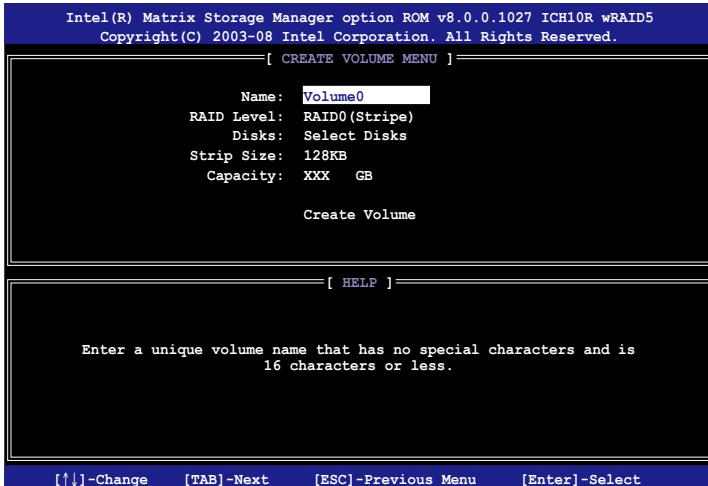 Intel(R) Matrix Storage Manager option ROM v8.0.0.1027 ICH10R wRAID5
Copyright(C) 2003-08 Intel Corporation. All Rights Reserved.
[ CREATE VOLUME MENU ]
Name: Volume0
RAID Level: RAID0(Stripe)
Disks: Select Disks
Strip Size: 128KB
Capacity: XXX GB
Create Volume
[ HELP ]
Enter a unique volume name that has no special characters and is
16 characters or less.
[↑↓]-Change [TAB]-Next [ESC]-Previous Menu [Enter]-Select